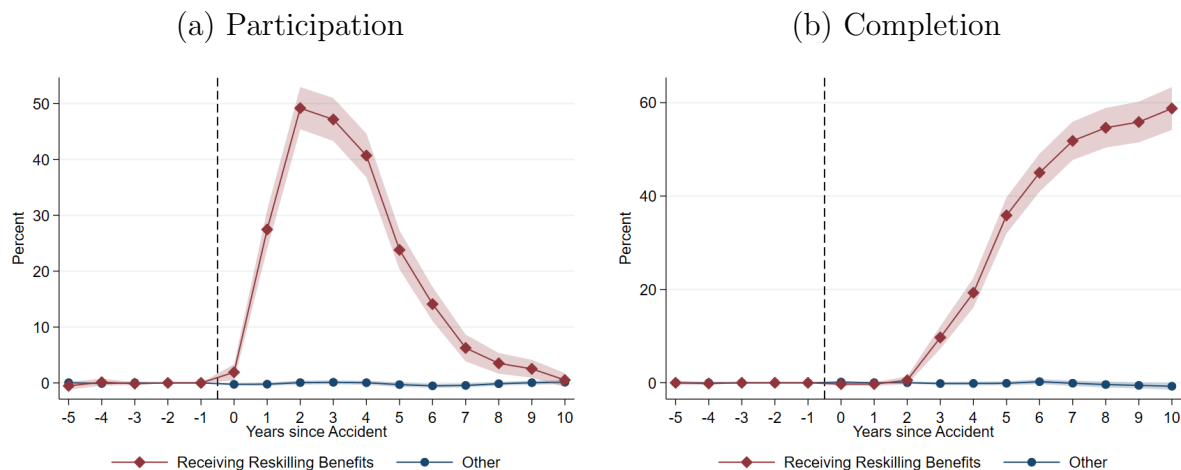 (a) Participation
50
40
30
20
10
0
Percent
-5 -4 -3 -2 -1 0 1 2 3 4 5 6 7 8 9 10
Years since Accident
Receiving Reskilling Benefits Other
(b) Completion
60
40
20
0
Percent
-5 -4 -3 -2 -1 0 1 2 3 4 5 6 7 8 9 10
Years since Accident
Receiving Reskilling Benefits Other